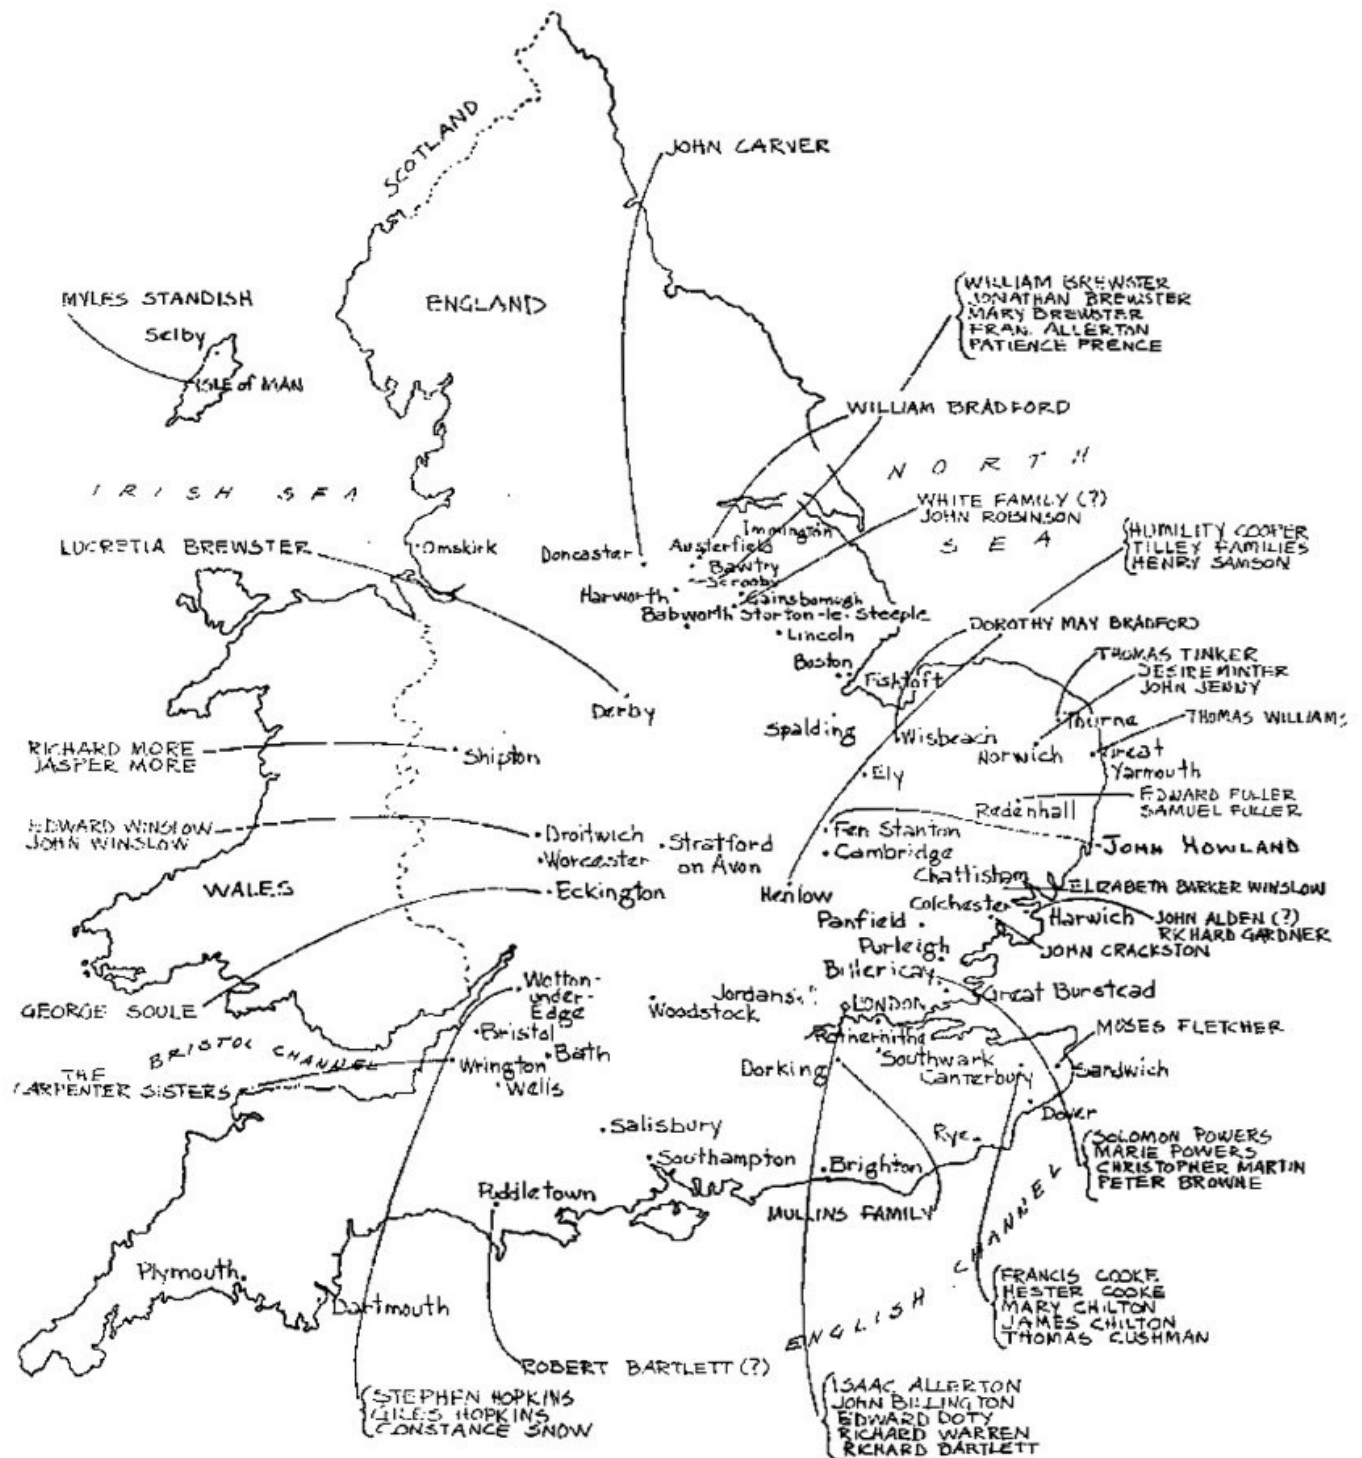 SCOTLAND
JOHN CARVER
MYLES STANDISH
Selby
ISLE of MAN
ENGLAND
WILLIAM BREWSTER
JONATHAN BREWSTER
MARY BREWSTER
FRAN. ALLERTON
PATIENCE PRENCE
WILLIAM BRADFORD
NORTH
SEA
IRISH SEA
WHITE FAMILY (?)
JOHN ROBINSON
HUMILITY COOPER
TILLEY FAMILIES
HENRY SAMSON
LUCRETIA BREWSTER
Omskirk
Doncaster
Immington
Austerfield
Bawtry
Scrooby
Harworth
Gainsborough
Babworth
Storton-le-Steeple
Lincoln
DOROTHY MAY BRADFORD
Boston
Fishtoft
THOMAS TINKER
DESIRE MINTER
JOHN JENNY
Derby
Spalding
Wisbeach
Thurne
Norwich
THOMAS WILLIAMS
Great
Yarmouth
RICHARD MORE
JASPER MORE
Shipton
Ely
Redenhall
EDWARD FULLER
SAMUEL FULLER
EDWARD WINSLOW
JOHN WINSLOW
Droitwich
Worcester
Stratford
on Avon
Fen Stanton
Cambridge
JOHN HOWLAND
WALES
Eckington
Henlow
Chattisham
ELIZABETH BARKER WINSLOW
Colchester
Harwich
JOHN ALDEN (?)
RICHARD GARDNER
Panfield
JOHN CRACKSTON
Purleigh
Billericay
GEORGE SOULE
Wotton-
under-
Edge
Woodstock
Jordans
LONDON
Great Burstead
BRISTOL CHANNEL
Bristol
Rotherhithe
MOSES FLETCHER
THE
CARPENTER SISTERS
Wrington
Bath
Wells
Dorking
Southwark
Canterbury
Sandwich
Dover
Salisbury
Rye
SOLOMON POWERS
MARIE POWERS
CHRISTOPHER MARTIN
PETER BROWNE
Southampton
Brighton
Puddletown
MULLINS FAMILY
ENGLISH CHANNEL
Plymouth
Dartmouth
FRANCIS COOKE
HESTER COOKE
MARY CHILTON
JAMES CHILTON
THOMAS CUSHMAN
ROBERT BARTLETT (?)
STEPHEN HOPKINS
GILES HOPKINS
CONSTANCE SNOW
ISAAC ALLERTON
JOHN BILLINGTON
EDWARD DOTY
RICHARD WARREN
RICHARD BARTLETT